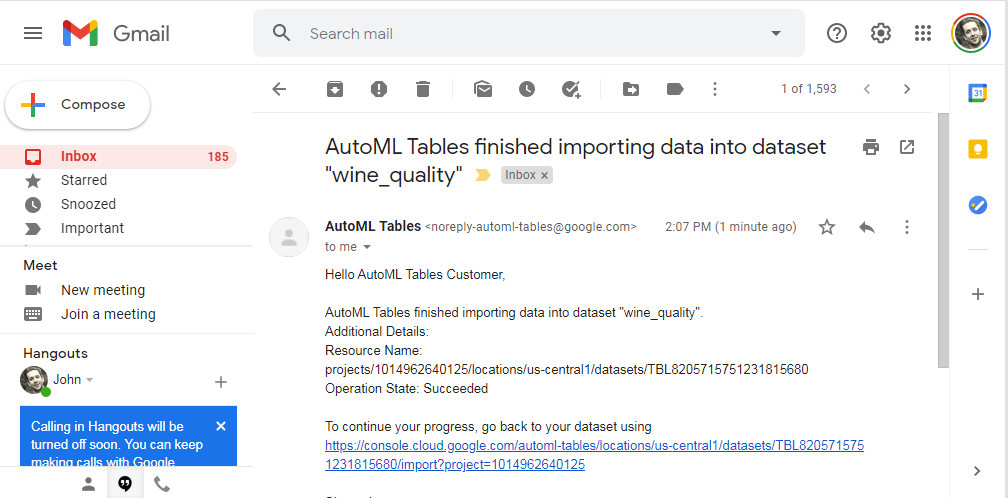 Gmail
Search mail
Compose
1 of 1,593
31
Inbox 185
Starred
Snoozed
Important
Meet
New meeting
Join a meeting
Hangouts
John
Calling in Hangouts will be
turned off soon. You can keep
making calls with Google
AutoML Tables finished importing data into dataset
"wine_quality" Inbox ×
AutoML Tables <noreply-automl-tables@google.com> 2:07 PM (1 minute ago)
to me
Hello AutoML Tables Customer,
AutoML Tables finished importing data into dataset "wine_quality".
Additional Details:
Resource Name:
projects/1014962640125/locations/us-central1/datasets/TBL8205715751231815680
Operation State: Succeeded
To continue your progress, go back to your dataset using
https://console.cloud.google.com/automl-tables/locations/us-central1/datasets/TBL820571575
1231815680/import?project=1014962640125